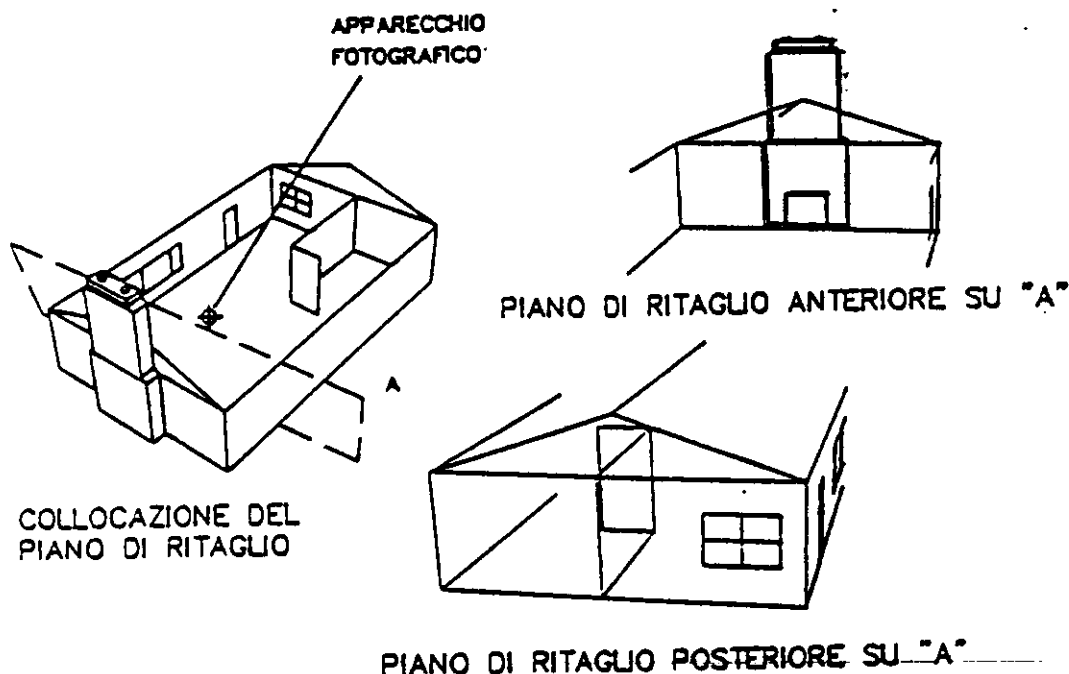 APPARECCHIO
FOTOGRAFICO
PIANO DI RITAGLIO ANTERIORE SU "A"
A
COLLOCAZIONE DEL
PIANO DI RITAGLIO
PIANO DI RITAGLIO POSTERIORE SU "A"